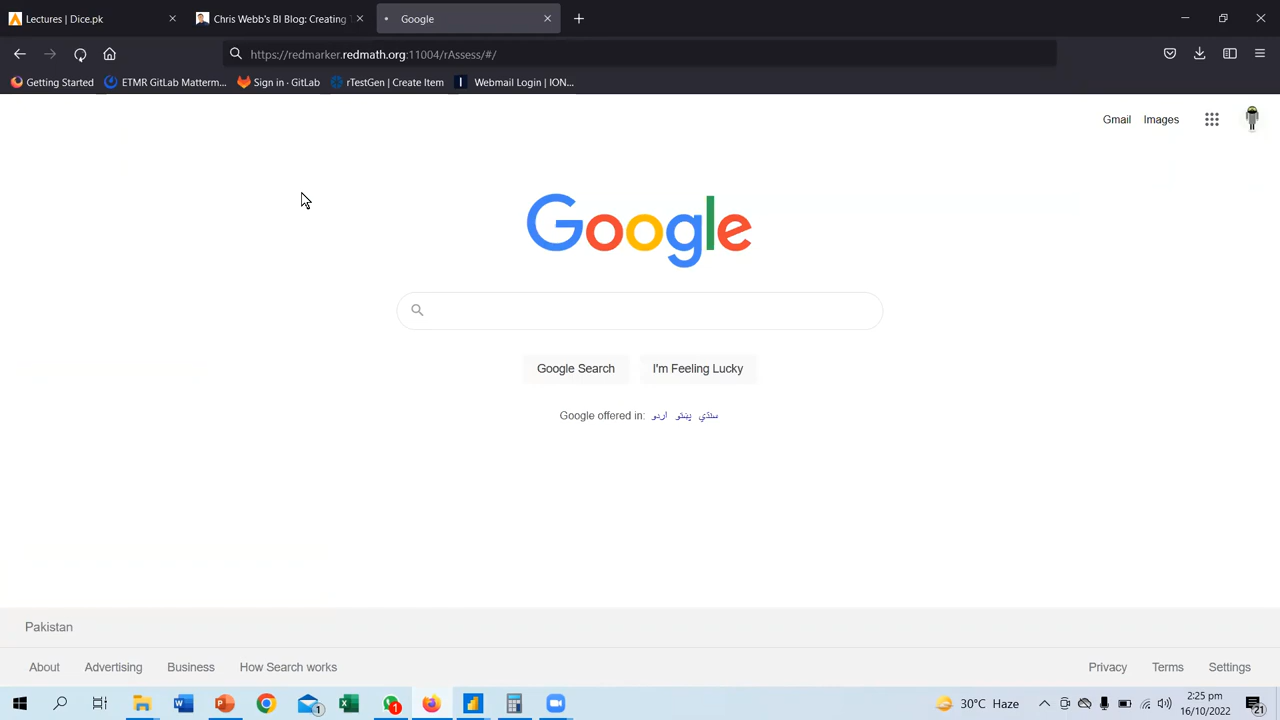 Lectures | Dice.pk
Chris Webb's BI Blog: Creating
Google
https://redmarker.redmath.org:11004/rAssess/#/
Getting Started
ETMR GitLab Matterm...
Sign in · GitLab
rTestGen | Create Item
Webmail Login | ION...
Gmail Images
Google
Google Search
I'm Feeling Lucky
Google offered in: اردو پښتو سنڌي
Pakistan
About Advertising Business How Search works
Privacy Terms Settings
30°C Haze
2:25 pm
16/10/2022
1
1
21